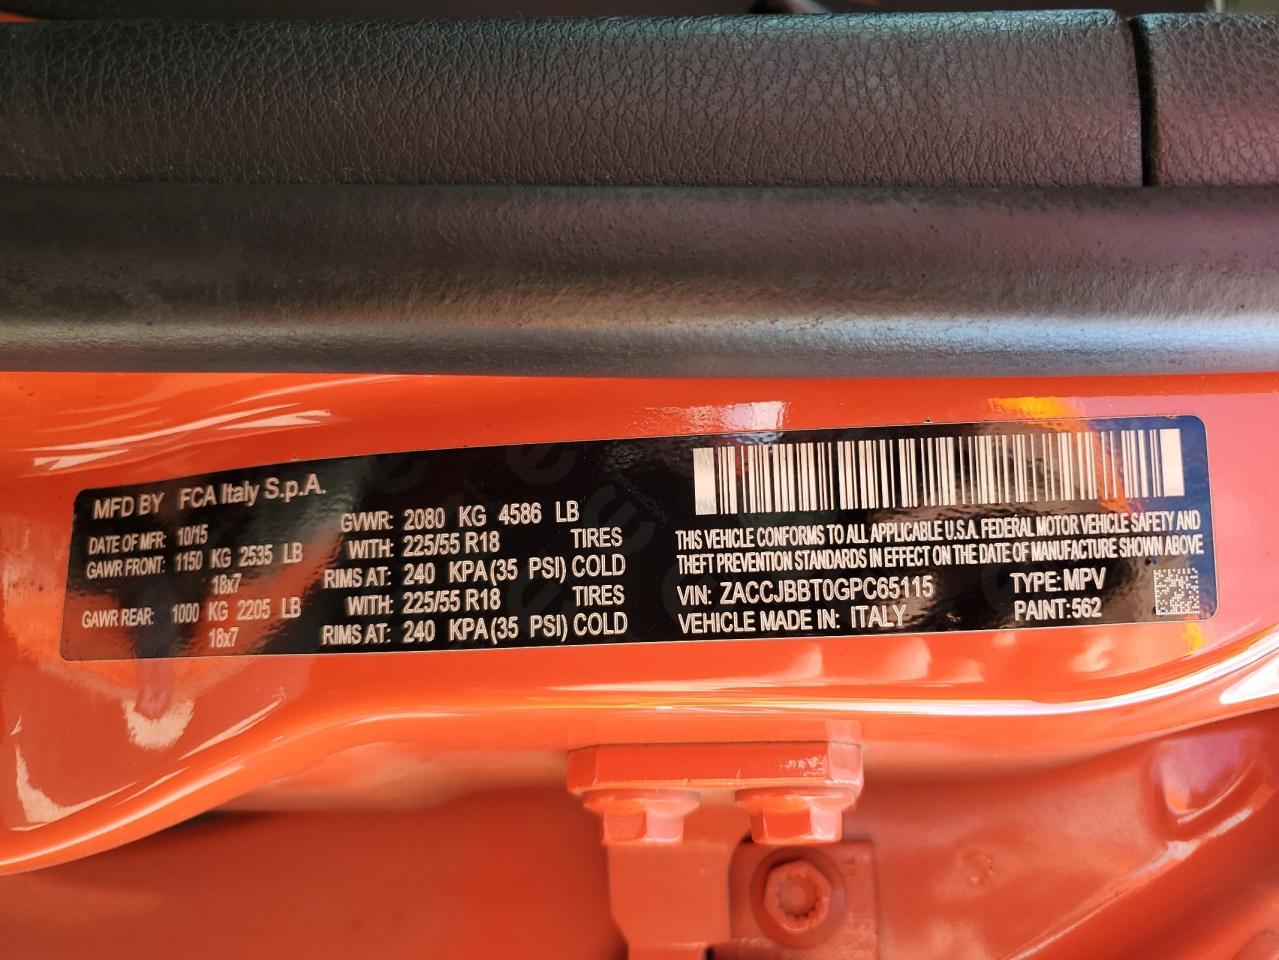 MFD BY FCA Italy S.p.A.
DATE OF MFR: 10/15 GVWR: 2080 KG 4586 LB
GAWR FRONT: 1150 KG 2535 LB WITH: 225/55 R18 TIRES
18x7 RIMS AT: 240 KPA(35 PSI) COLD
GAWR REAR: 1000 KG 2205 LB WITH: 225/55 R18 TIRES
18x7 RIMS AT: 240 KPA(35 PSI) COLD
THIS VEHICLE CONFORMS TO ALL APPLICABLE U.S.A. FEDERAL MOTOR VEHICLE SAFETY AND
THEFT PREVENTION STANDARDS IN EFFECT ON THE DATE OF MANUFACTURE SHOWN ABOVE
VIN: ZACCJBBT0GPC65115 TYPE: MPV
VEHICLE MADE IN: ITALY PAINT: 562